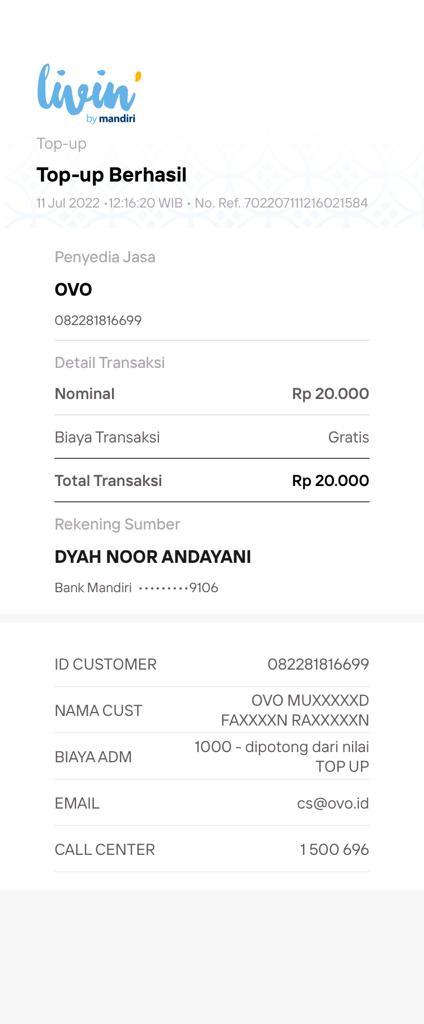 livin'
by mandiri
Top-up
Top-up Berhasil
11 Jul 2022 •12:16:20 WIB • No. Ref. 702207111216021584
Penyedia Jasa
OVO
082281816699
Detail Transaksi
Nominal Rp 20.000
Biaya Transaksi Gratis
Total Transaksi Rp 20.000
Rekening Sumber
DYAH NOOR ANDAYANI
Bank Mandiri •••••••••9106
ID CUSTOMER 082281816699
NAMA CUST OVO MUXXXXXD
FAXXXXN RAXXXXXN
BIAYA ADM 1000 - dipotong dari nilai
TOP UP
EMAIL cs@ovo.id
CALL CENTER 1 500 696